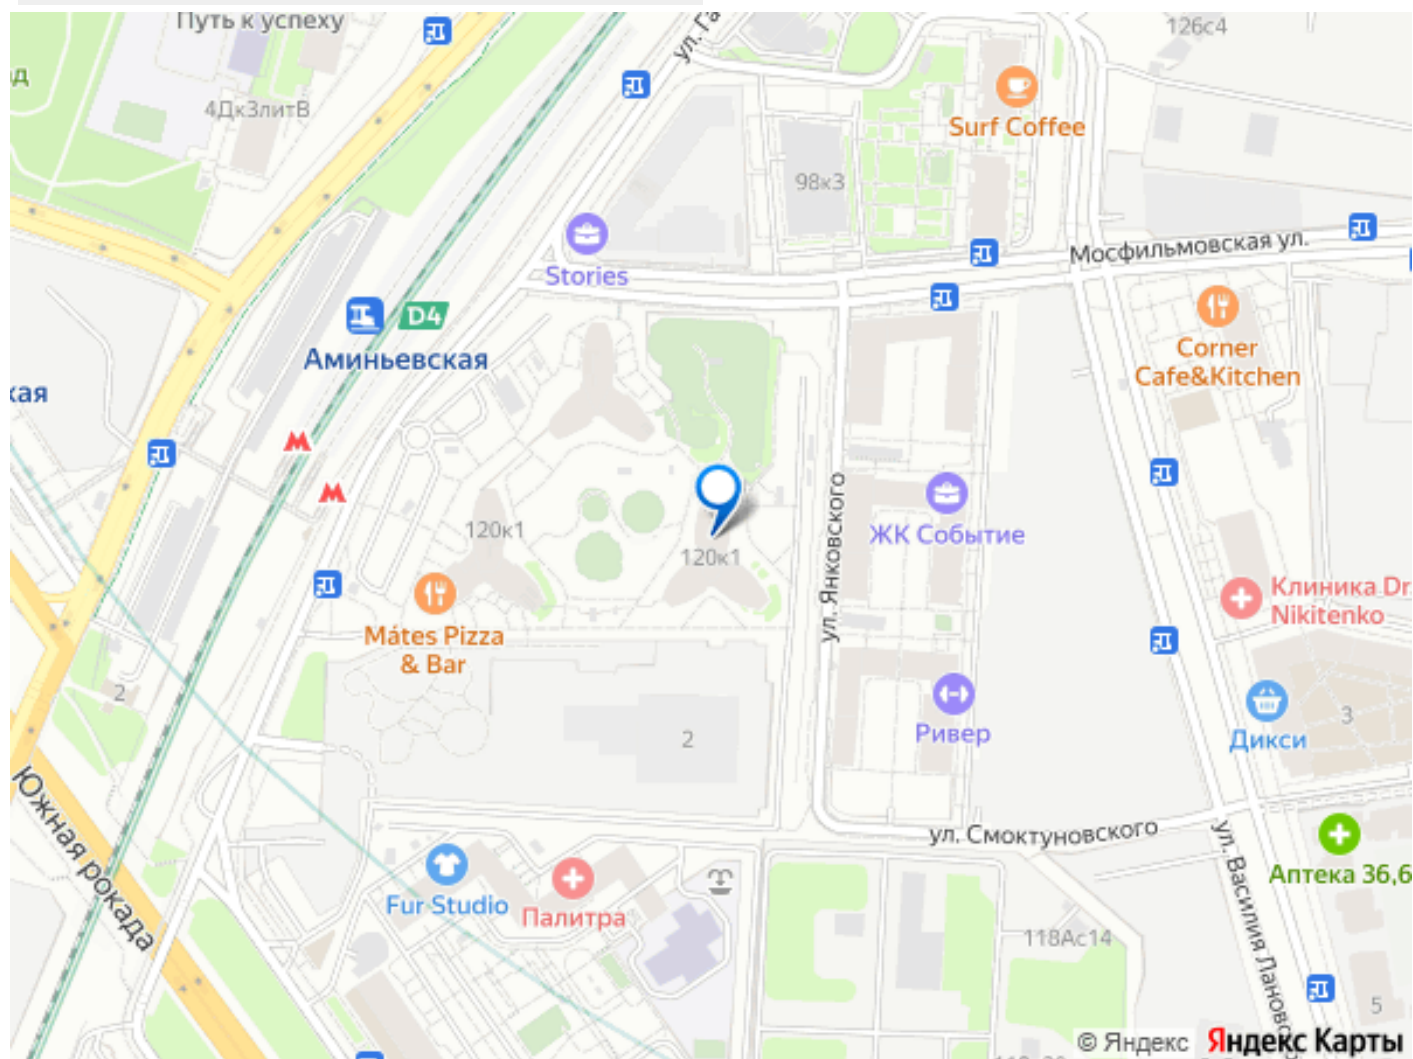 Путь к успеху
ул. Га
126с4
д
4Дк3литВ
Surf Coffee
98к3
Мосфильмовская ул.
Stories
D4
Аминьевская
Corner
Cafe&Kitchen
кая
ул. Янковского
120к1
120к1
ЖК Событие
Клиника Dr.
Nikitenko
Mátes Pizza
& Bar
2
2
Ривер
3
Дикси
Южная рокада
ул. Смоктуновского
ул. Василия Лановс
Аптека 36,6
Fur Studio
Палитра
118Ас14
5
© Яндекс
Яндекс Карты